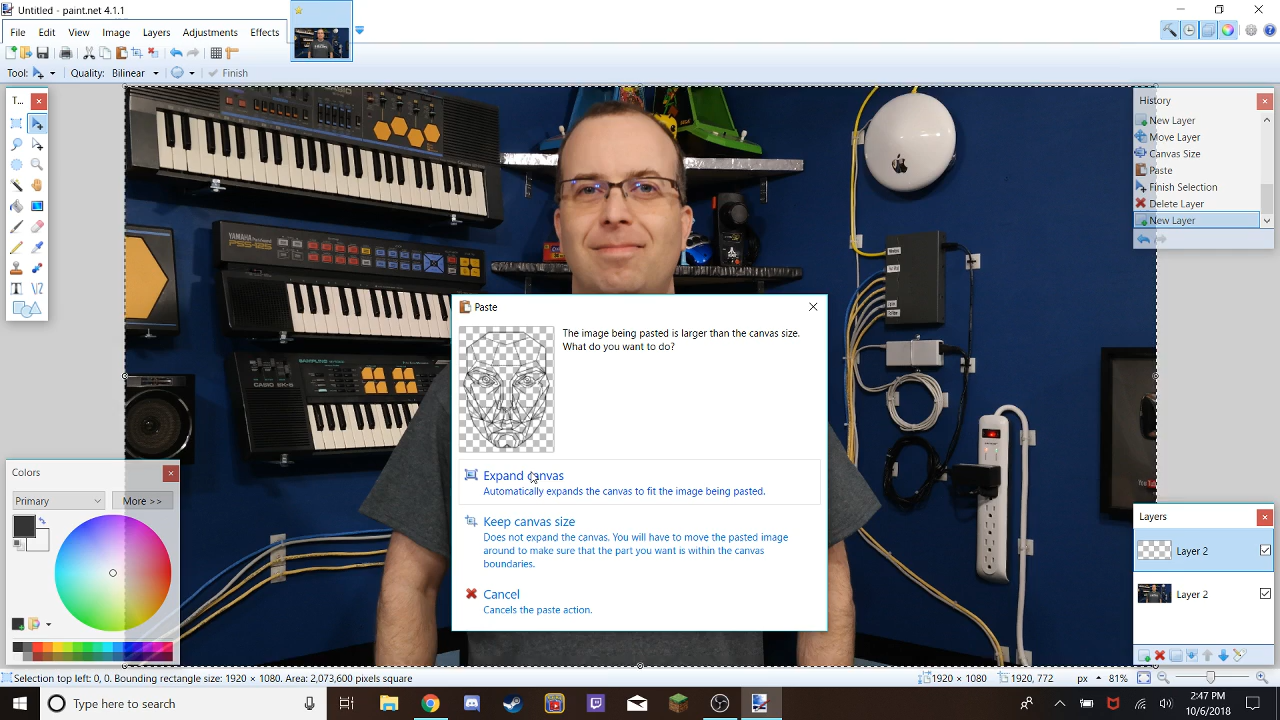 Untitled - paint.net 4.1.1
File Edit View Image Layers Adjustments Effects
Tool: Quality: Bilinear Finish
T...
History
New Layer
Move Layer
Canvas Size
Paste
Finish Selection
Delete Layer
New Layer
YAMAHA
PSS-125
SAMPLING
CASIO SK-5
Paste
The image being pasted is larger than the canvas size.
What do you want to do?
Expand canvas
Automatically expands the canvas to fit the image being pasted.
Keep canvas size
Does not expand the canvas. You will have to move the pasted image
around to make sure that the part you want is within the canvas
boundaries.
Cancel
Cancels the paste action.
Colors
Primary More >>
Layers
Layer 2
Layer 2
Selection top left: 0, 0. Bounding rectangle size: 1920 × 1080. Area: 2,073,600 pixels square
1920 × 1080 1920, 772 px 81%
Type here to search
2:47 PM
10/6/2018